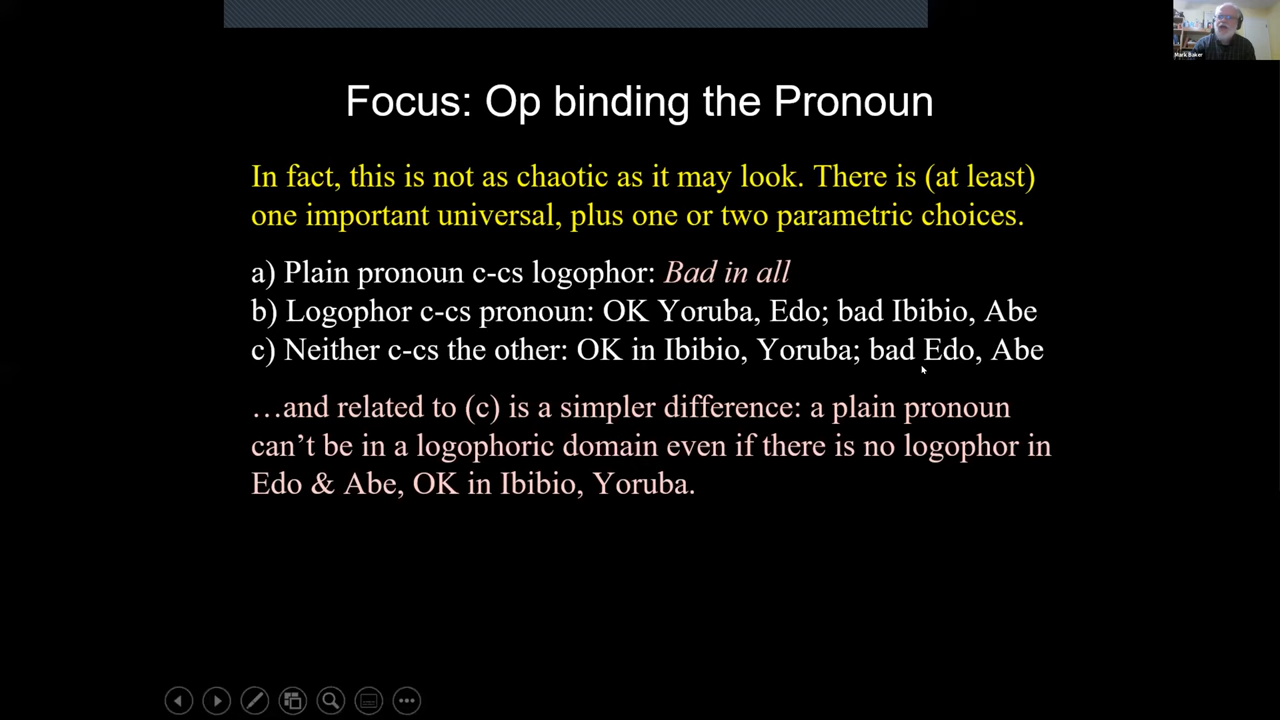 Mark Baker
Focus: Op binding the Pronoun
In fact, this is not as chaotic as it may look. There is (at least)
one important universal, plus one or two parametric choices.
a) Plain pronoun c-cs logophor: Bad in all
b) Logophor c-cs pronoun: OK Yoruba, Edo; bad Ibibio, Abe
c) Neither c-cs the other: OK in Ibibio, Yoruba; bad Edo, Abe
…and related to (c) is a simpler difference: a plain pronoun
can’t be in a logophoric domain even if there is no logophor in
Edo & Abe, OK in Ibibio, Yoruba.